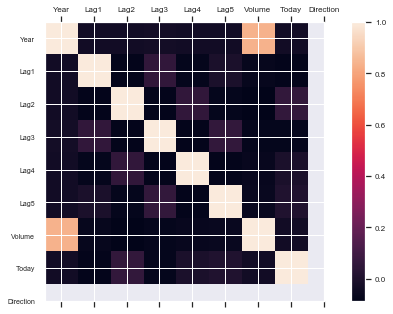 Year Lag1 Lag2 Lag3 Lag4 Lag5 Volume Today Direction
Year
Lag1
Lag2
Lag3
Lag4
Lag5
Volume
Today
Direction
1.0
0.8
0.6
0.4
0.2
0.0